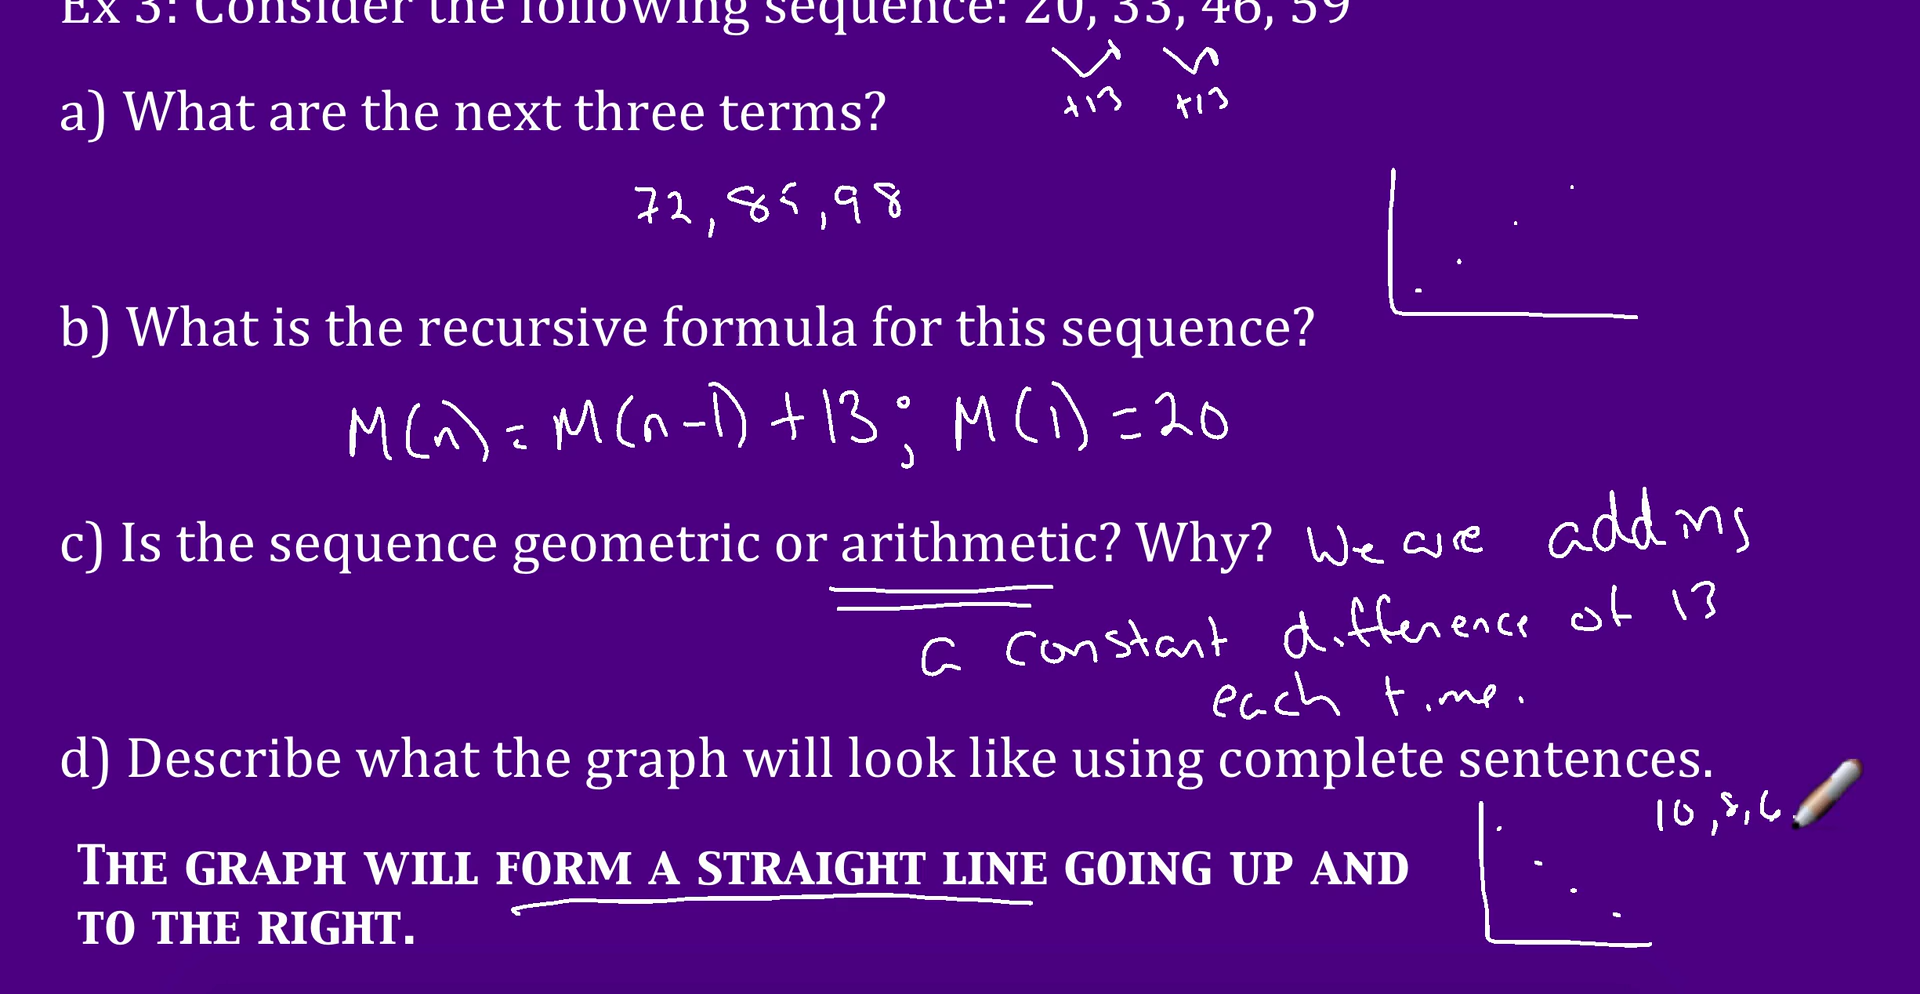 Ex 3: Consider the following sequence: 20, 33, 46, 59
+13 +13
a) What are the next three terms?
72, 85, 98
b) What is the recursive formula for this sequence?
M(n) = M(n-1) + 13; M(1) = 20
c) Is the sequence geometric or arithmetic? Why? We are adding
a constant difference of 13
each time.
d) Describe what the graph will look like using complete sentences.
10, 8, 6
THE GRAPH WILL FORM A STRAIGHT LINE GOING UP AND
TO THE RIGHT.